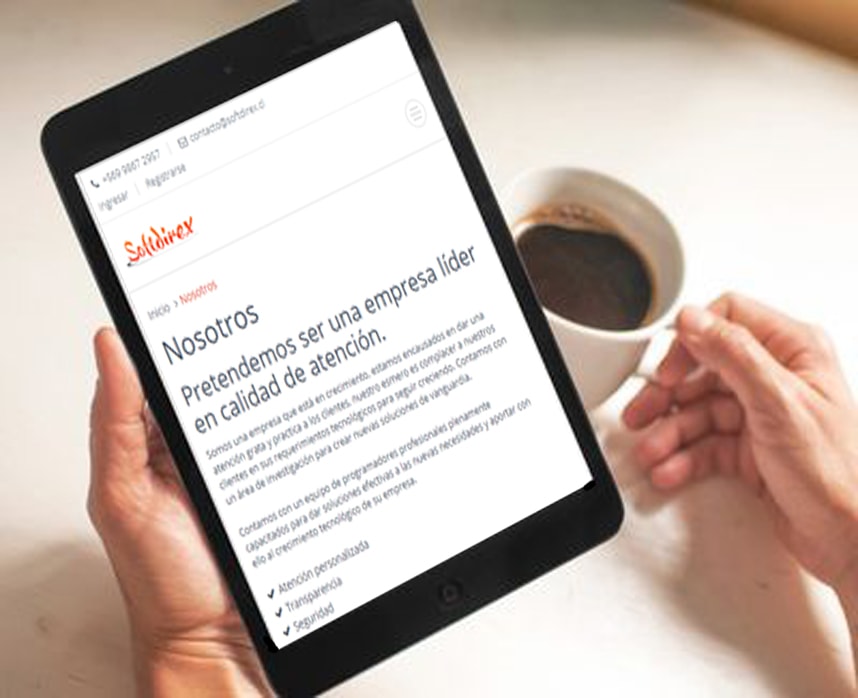 +569 9867 2957 contacto@softdirex.cl
Ingresar Registrarse
Softdirex
Inicio > Nosotros
Nosotros
Pretendemos ser una empresa líder
en calidad de atención.
Somos una empresa que está en crecimiento, estamos encausados en dar una
atención grata y practica a los clientes, nuestro esmero es complacer a nuestros
clientes en sus requerimientos tecnológicos para seguir creciendo. Contamos con
un área de investigación para crear nuevas soluciones de vanguardia.
Contamos con un equipo de programadores profesionales plenamente
capacitados para dar soluciones efectivas a las nuevas necesidades y aportar con
ello al crecimiento tecnológico de su empresa.
✔ Atención personalizada
✔ Transparencia
✔ Seguridad